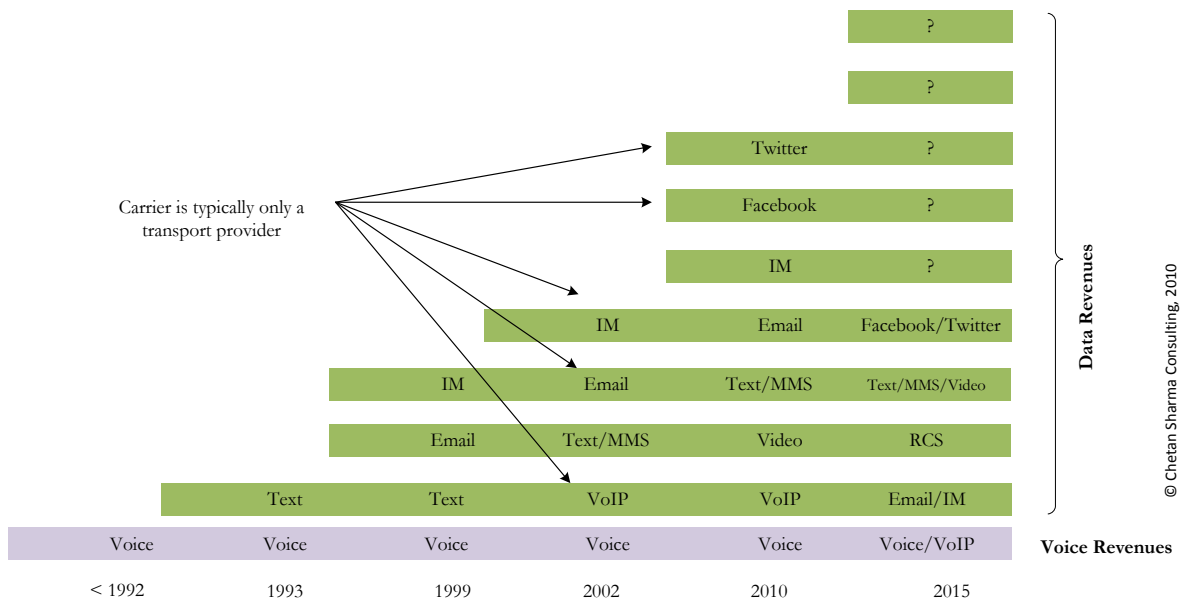 ?
?
Twitter ?
Carrier is typically only a
transport provider
Facebook ?
IM ?
IM Email Facebook/Twitter
IM Email Text/MMS Text/MMS/Video
Email Text/MMS Video RCS
Text Text VoIP VoIP Email/IM
Voice Voice Voice Voice Voice Voice/VoIP
< 1992 1993 1999 2002 2010 2015
Data Revenues
Voice Revenues
© Chetan Sharma Consulting, 2010